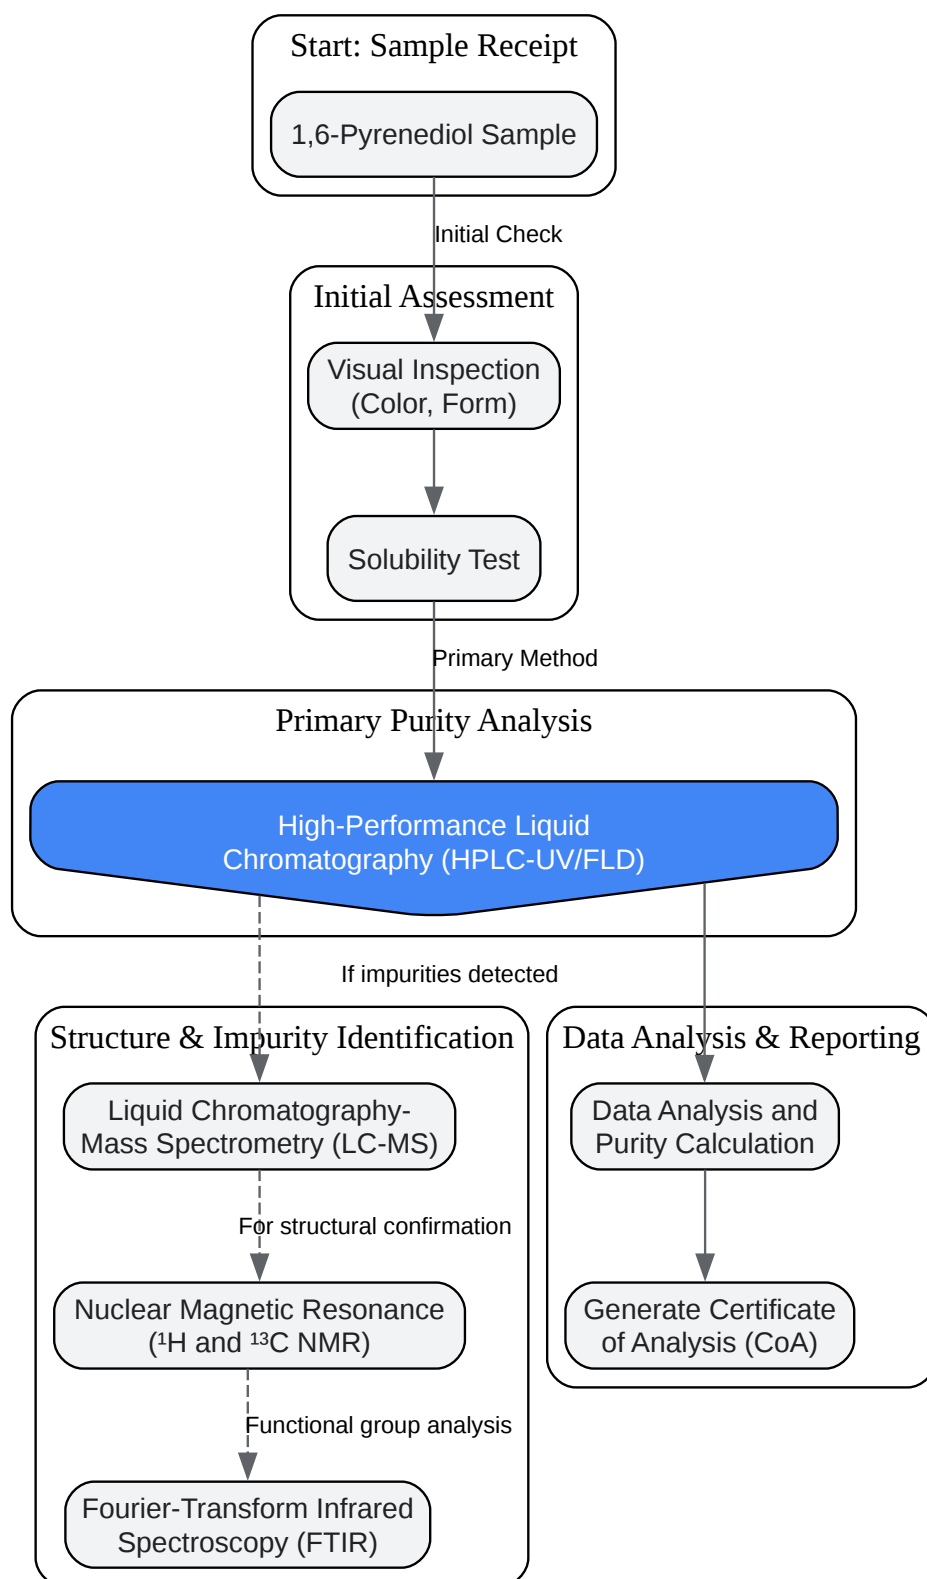 Start: Sample Receipt
1,6-Pyrenediol Sample
Initial Check
Initial Assessment
Visual Inspection
(Color, Form)
Solubility Test
Primary Method
Primary Purity Analysis
High-Performance Liquid
Chromatography (HPLC-UV/FLD)
If impurities detected
Structure & Impurity Identification
Liquid Chromatography-
Mass Spectrometry (LC-MS)
For structural confirmation
Nuclear Magnetic Resonance
(¹H and ¹³C NMR)
Functional group analysis
Fourier-Transform Infrared
Spectroscopy (FTIR)
Data Analysis & Reporting
Data Analysis and
Purity Calculation
Generate Certificate
of Analysis (CoA)